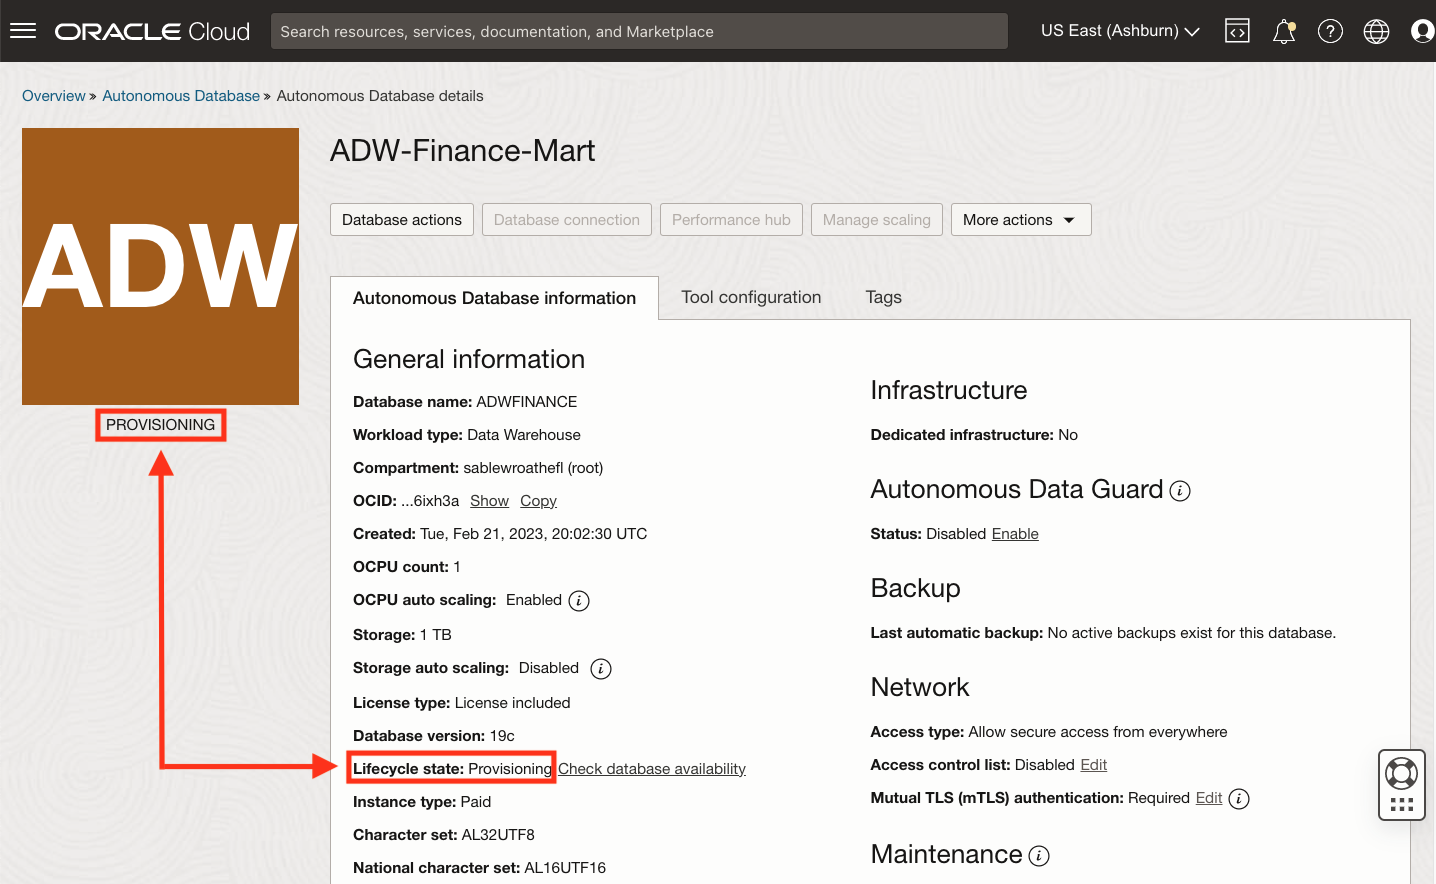 ORACLE Cloud
Search resources, services, documentation, and Marketplace
US East (Ashburn)
Overview » Autonomous Database » Autonomous Database details
ADW
PROVISIONING
ADW-Finance-Mart
Database actions
Database connection
Performance hub
Manage scaling
More actions
Autonomous Database information
Tool configuration
Tags
General information
Database name: ADWFINANCE
Workload type: Data Warehouse
Compartment: sablewroathefl (root)
OCID: ...6ixh3a Show Copy
Created: Tue, Feb 21, 2023, 20:02:30 UTC
OCPU count: 1
OCPU auto scaling: Enabled
Storage: 1 TB
Storage auto scaling: Disabled
License type: License included
Database version: 19c
Lifecycle state: Provisioning Check database availability
Instance type: Paid
Character set: AL32UTF8
National character set: AL16UTF16
Infrastructure
Dedicated infrastructure: No
Autonomous Data Guard
Status: Disabled Enable
Backup
Last automatic backup: No active backups exist for this database.
Network
Access type: Allow secure access from everywhere
Access control list: Disabled Edit
Mutual TLS (mTLS) authentication: Required Edit
Maintenance